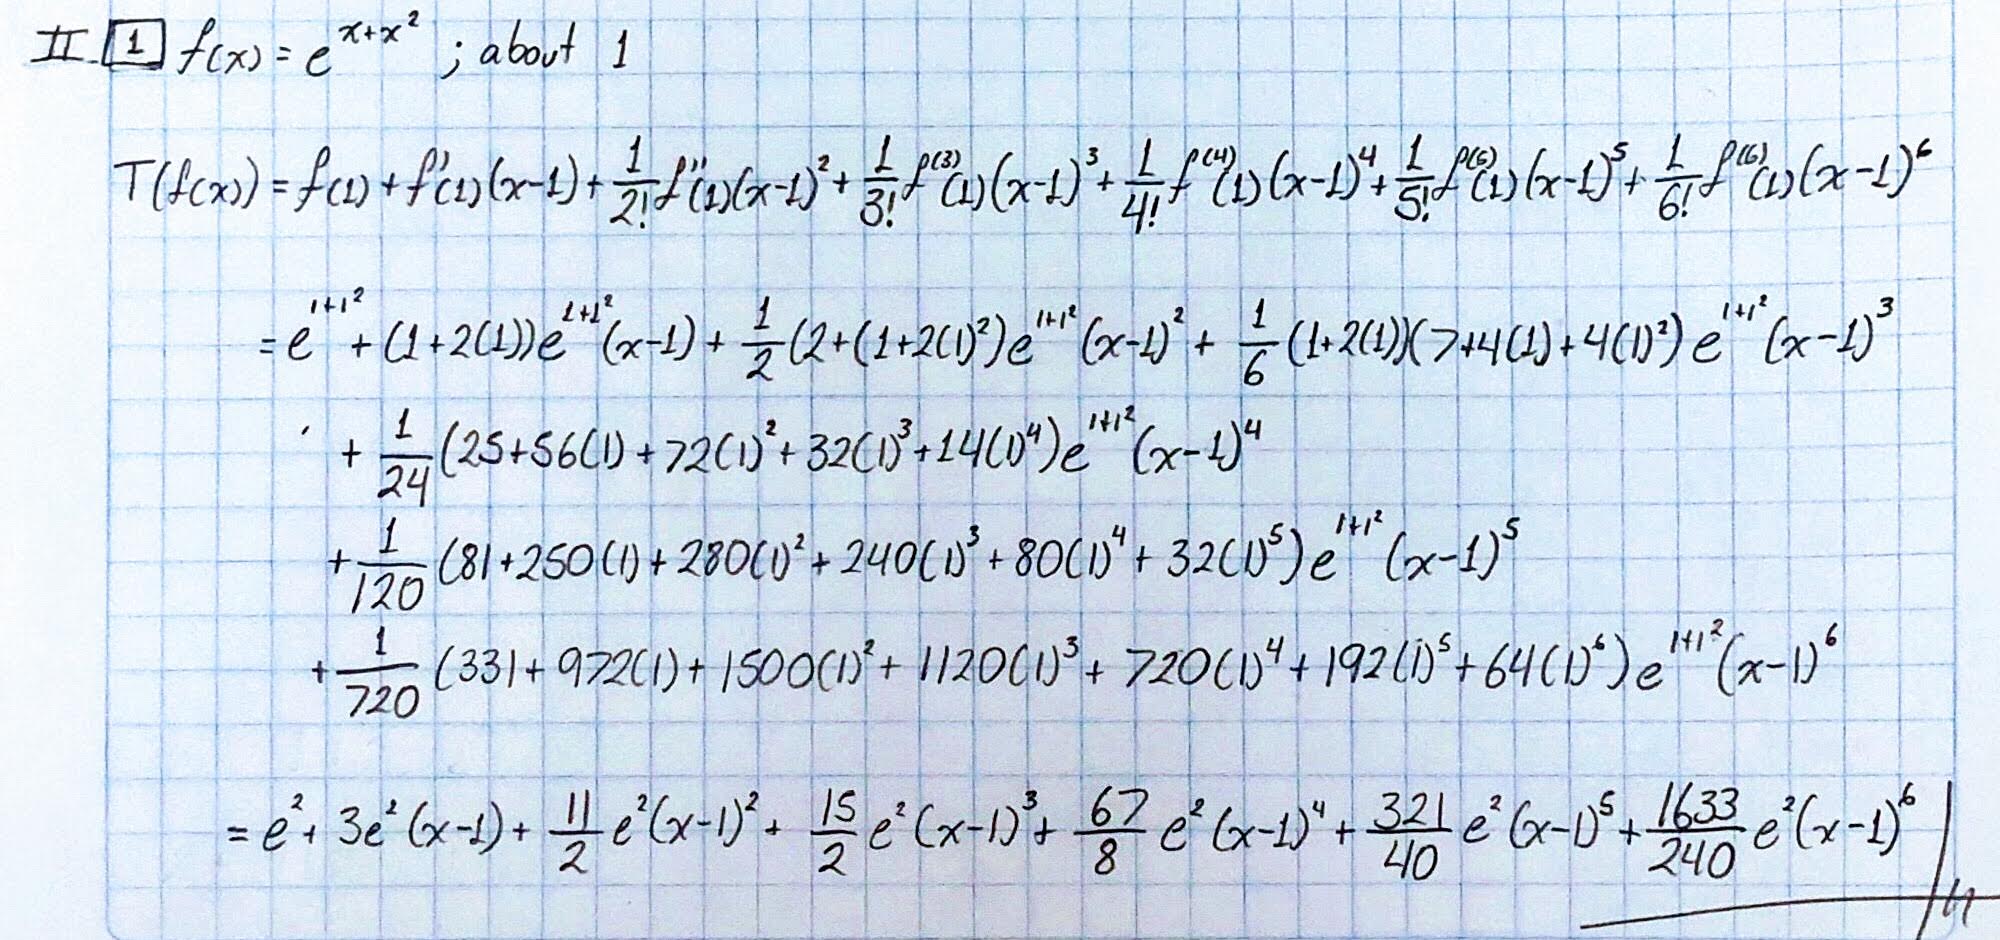 II. 1 f(x) = e^{x+x^2} ; about 1
T(f(x)) = f(1) + f'(1)(x-1) + \frac{1}{2!} f''(1)(x-1)^2 + \frac{1}{3!} f^{(3)}(1)(x-1)^3 + \frac{1}{4!} f^{(4)}(1)(x-1)^4 + \frac{1}{5!} f^{(5)}(1)(x-1)^5 + \frac{1}{6!} f^{(6)}(1)(x-1)^6
= e^{1+1^2} + (1+2(1))e^{1+1^2}(x-1) + \frac{1}{2}(2+(1+2(1)^2)e^{1+1^2}(x-1)^2 + \frac{1}{6}(1+2(1))(7+4(1)+4(1)^2)e^{1+1^2}(x-1)^3
+ \frac{1}{24}(25+56(1)+72(1)^2+32(1)^3+14(1)^4)e^{1+1^2}(x-1)^4
+ \frac{1}{120}(81+250(1)+280(1)^2+240(1)^3+80(1)^4+32(1)^5)e^{1+1^2}(x-1)^5
+ \frac{1}{720}(331+972(1)+1500(1)^2+1120(1)^3+720(1)^4+192(1)^5+64(1)^6)e^{1+1^2}(x-1)^6
= e^2 + 3e^2(x-1) + \frac{11}{2}e^2(x-1)^2 + \frac{15}{2}e^2(x-1)^3 + \frac{67}{8}e^2(x-1)^4 + \frac{321}{40}e^2(x-1)^5 + \frac{1633}{240}e^2(x-1)^6